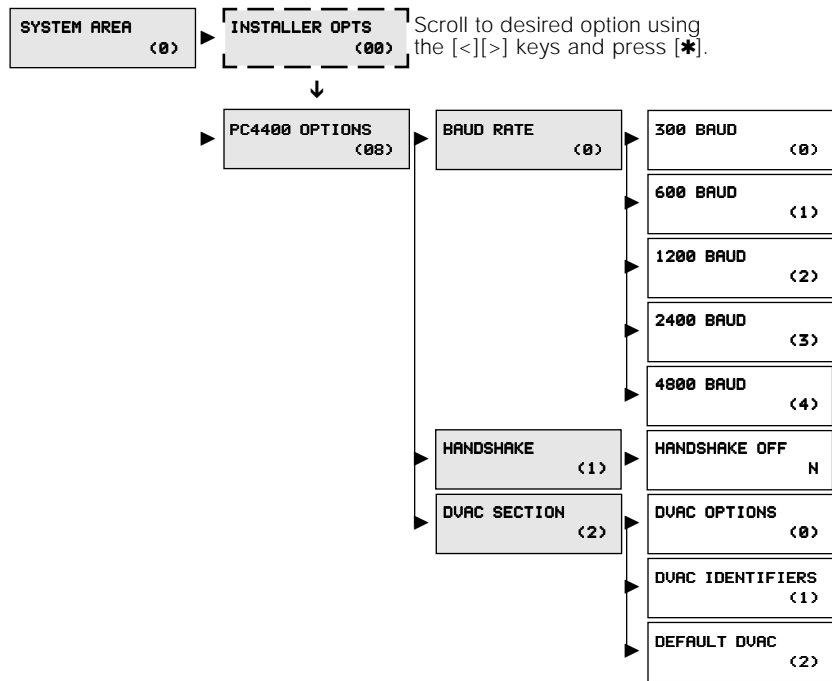 SYSTEM AREA
(0)
INSTALLER OPTS
(00)
Scroll to desired option using
the [<][>] keys and press [✱].
PC4400 OPTIONS
(08)
BAUD RATE
(0)
300 BAUD
(0)
600 BAUD
(1)
1200 BAUD
(2)
2400 BAUD
(3)
4800 BAUD
(4)
HANDSHAKE
(1)
HANDSHAKE OFF
N
DVAC SECTION
(2)
DVAC OPTIONS
(0)
DVAC IDENTIFIERS
(1)
DEFAULT DVAC
(2)